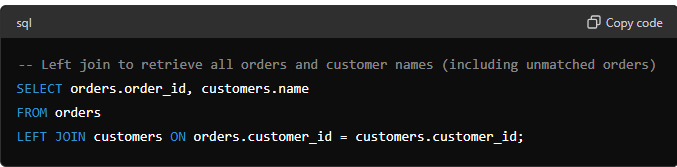 sql
Copy code
-- Left join to retrieve all orders and customer names (including unmatched orders)
SELECT orders.order_id, customers.name
FROM orders
LEFT JOIN customers ON orders.customer_id = customers.customer_id;